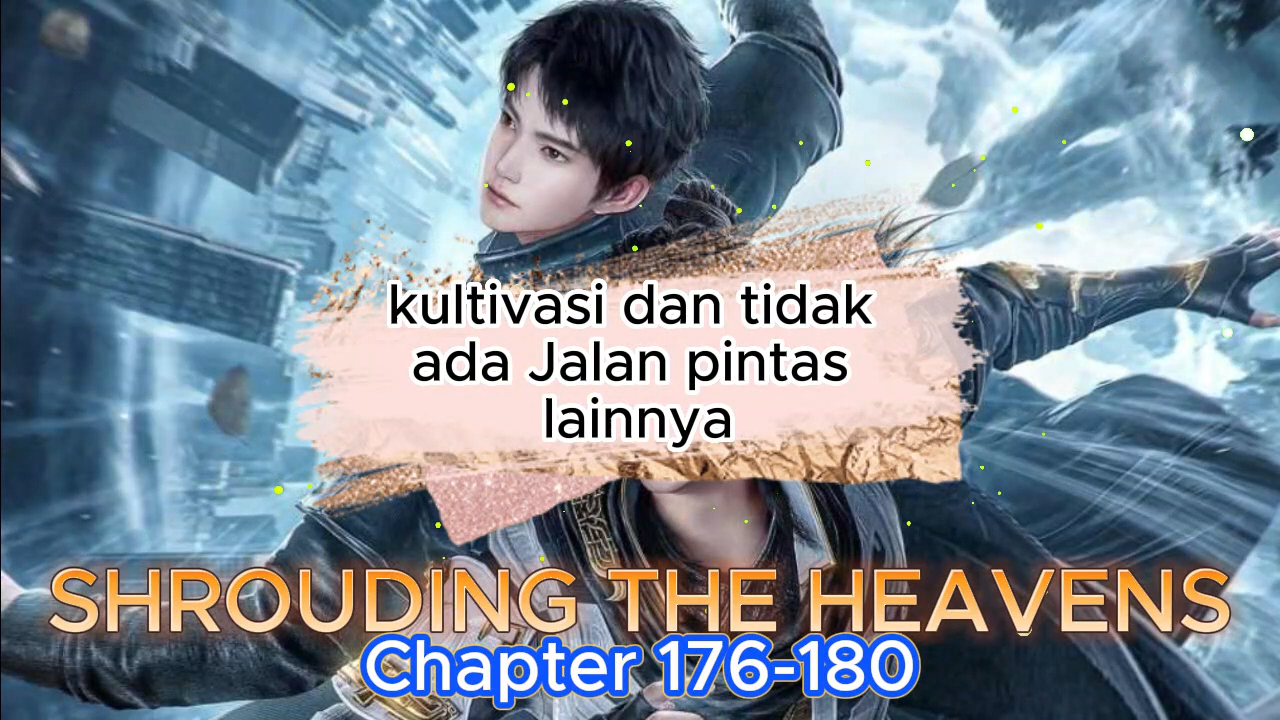 kultivasi dan tidak
ada Jalan pintas
lainnya
SHROUDING THE HEAVENS
Chapter 176-180